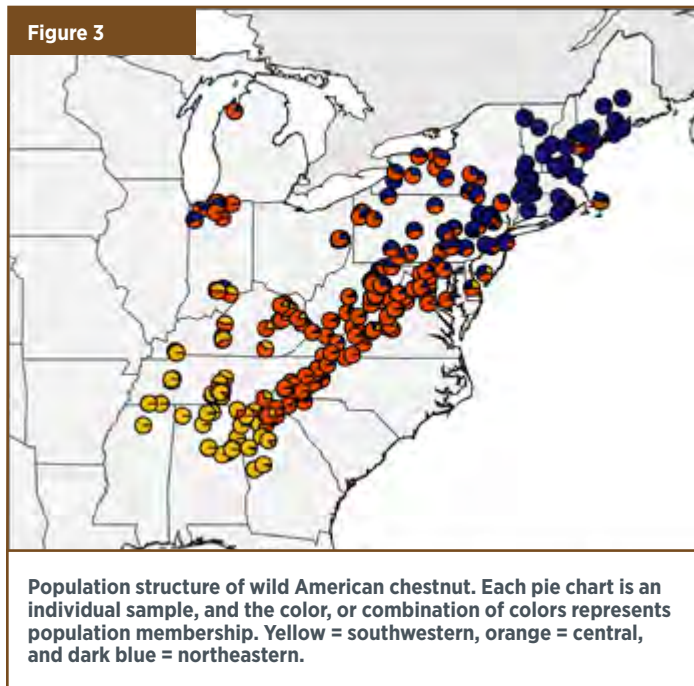 Figure 3
Population structure of wild American chestnut. Each pie chart is an
individual sample, and the color, or combination of colors represents
population membership. Yellow = southwestern, orange = central,
and dark blue = northeastern.